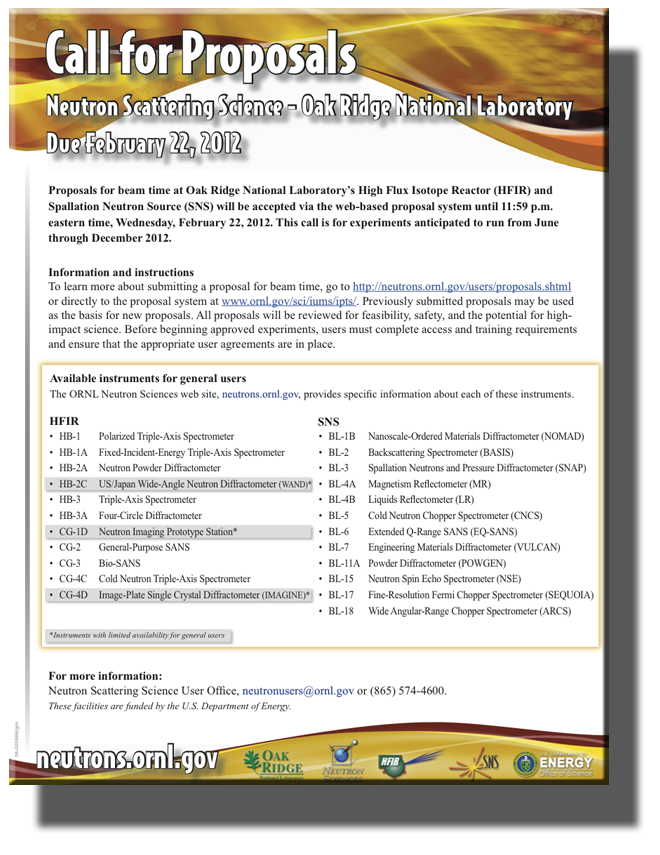 Call for Proposals
Neutron Scattering Science – Oak Ridge National Laboratory
Due February 22, 2012
Proposals for beam time at Oak Ridge National Laboratory's High Flux Isotope Reactor (HFIR) and
Spallation Neutron Source (SNS) will be accepted via the web-based proposal system until 11:59 p.m.
eastern time, Wednesday, February 22, 2012. This call is for experiments anticipated to run from June
through December 2012.
Information and instructions
To learn more about submitting a proposal for beam time, go to http://neutrons.ornl.gov/users/proposals.shtml
or directly to the proposal system at www.ornl.gov/sci/iums/ipts/. Previously submitted proposals may be used
as the basis for new proposals. All proposals will be reviewed for feasibility, safety, and the potential for high-
impact science. Before beginning approved experiments, users must complete access and training requirements
and ensure that the appropriate user agreements are in place.
Available instruments for general users
The ORNL Neutron Sciences web site, neutrons.ornl.gov, provides specific information about each of these instruments.
HFIR
• HB-1 Polarized Triple-Axis Spectrometer
• HB-1A Fixed-Incident-Energy Triple-Axis Spectrometer
• HB-2A Neutron Powder Diffractometer
• HB-2C US/Japan Wide-Angle Neutron Diffractometer (WAND)*
• HB-3 Triple-Axis Spectrometer
• HB-3A Four-Circle Diffractometer
• CG-1D Neutron Imaging Prototype Station*
• CG-2 General-Purpose SANS
• CG-3 Bio-SANS
• CG-4C Cold Neutron Triple-Axis Spectrometer
• CG-4D Image-Plate Single Crystal Diffractometer (IMAGINE)*
*Instruments with limited availability for general users
SNS
• BL-1B Nanoscale-Ordered Materials Diffractometer (NOMAD)
• BL-2 Backscattering Spectrometer (BASIS)
• BL-3 Spallation Neutrons and Pressure Diffractometer (SNAP)
• BL-4A Magnetism Reflectometer (MR)
• BL-4B Liquids Reflectometer (LR)
• BL-5 Cold Neutron Chopper Spectrometer (CNCS)
• BL-6 Extended Q-Range SANS (EQ-SANS)
• BL-7 Engineering Materials Diffractometer (VULCAN)
• BL-11A Powder Diffractometer (POWGEN)
• BL-15 Neutron Spin Echo Spectrometer (NSE)
• BL-17 Fine-Resolution Fermi Chopper Spectrometer (SEQUOIA)
• BL-18 Wide Angular-Range Chopper Spectrometer (ARCS)
For more information:
Neutron Scattering Science User Office, neutronusers@ornl.gov or (865) 574-4600.
These facilities are funded by the U.S. Department of Energy.
neutrons.ornl.gov
OAK
RIDGE
National Laboratory
NEUTRON
SCIENCES
HFIR
SNS
U.S. DEPARTMENT OF
ENERGY
Office of Science